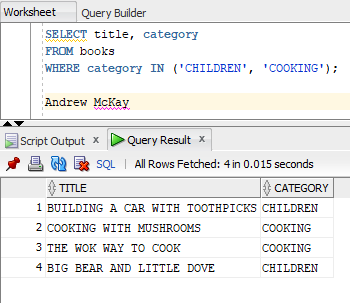 Worksheet Query Builder
SELECT title, category
FROM books
WHERE category IN ('CHILDREN', 'COOKING');
Andrew McKay
Script Output x Query Result x
SQL | All Rows Fetched: 4 in 0.015 seconds
TITLE CATEGORY
1 BUILDING A CAR WITH TOOTHPICKS CHILDREN
2 COOKING WITH MUSHROOMS COOKING
3 THE WOK WAY TO COOK COOKING
4 BIG BEAR AND LITTLE DOVE CHILDREN